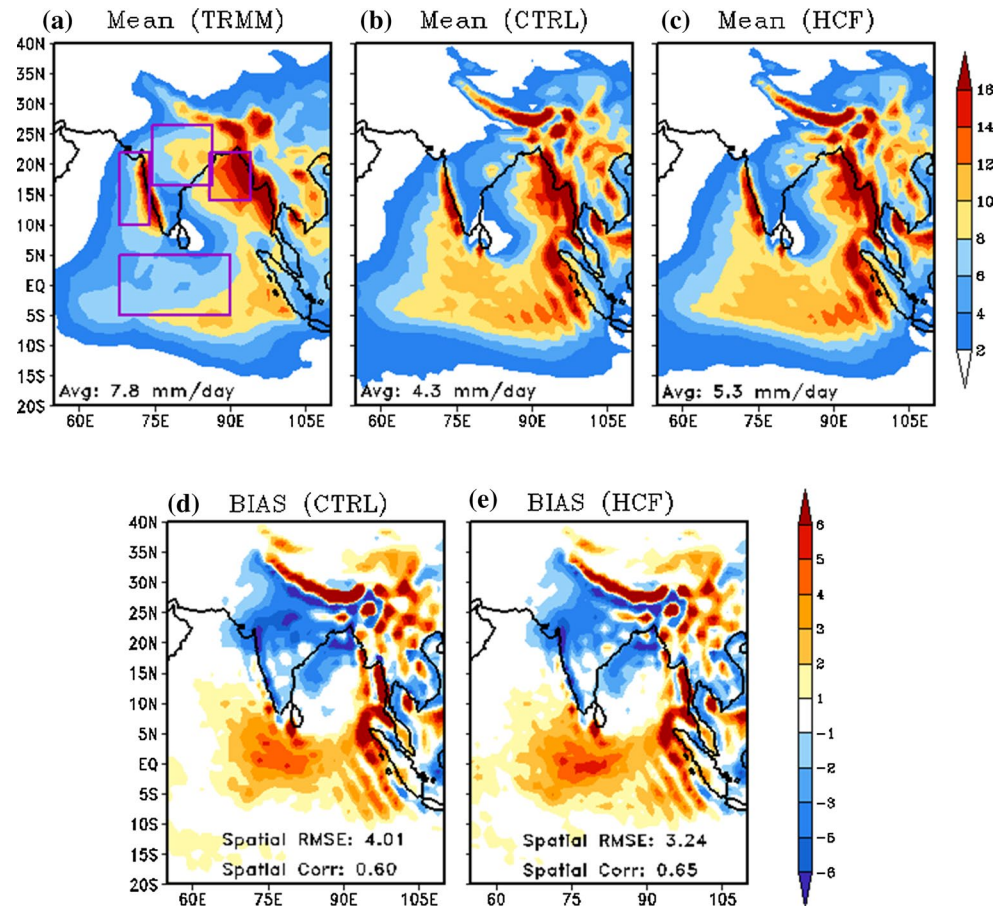 (a) Mean (TRMM)
(b) Mean (CTRL)
(c) Mean (HCF)
40N
35N
30N
25N
20N
15N
10N
5N
EQ
5S
10S
15S
20S
Avg: 7.8 mm/day
Avg: 4.3 mm/day
Avg: 5.3 mm/day
60E 75E 90E 105E
60E 75E 90E 105E
60E 75E 90E 105E
18
16
14
12
10
8
6
4
2
(d) BIAS (CTRL)
(e) BIAS (HCF)
40N
35N
30N
25N
20N
15N
10N
5N
EQ
5S
10S
15S
20S
Spatial RMSE: 4.01
Spatial Corr: 0.60
Spatial RMSE: 3.24
Spatial Corr: 0.65
60E 75E 90E 105E
60 75E 90E 105
6
5
4
3
2
1
-1
-2
-3
-5
-6